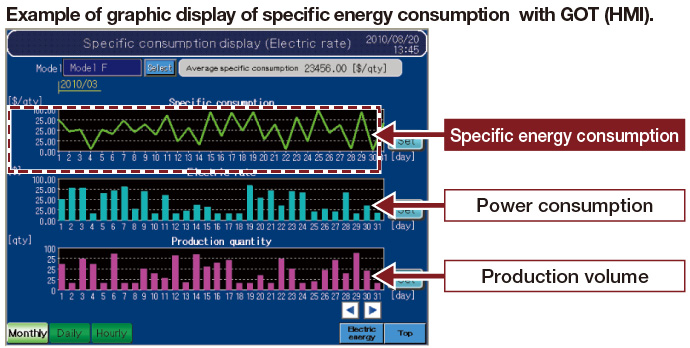 Example of graphic display of specific energy consumption with GOT (HMI).
Specific consumption display (Electric rate)
2010/08/20
13:45
Model Model F Select Average specific consumption 23456.00 [$/qty]
2010/03
[$/qty] Specific consumption
100.00
25.00
25.00
0.00
1 2 3 4 5 6 7 8 9 10 11 12 13 14 15 16 17 18 19 20 21 22 23 24 25 26 27 28 29 30 31 [day]
Set
Specific energy consumption
Electric rate
100.00
25.00
25.00
0.00
1 2 3 4 5 6 7 8 9 10 11 12 13 14 15 16 17 18 19 20 21 22 23 24 25 26 27 28 29 30 31 [day]
Set
Power consumption
[qty] Production quantity
100
25
25
0
1 2 3 4 5 6 7 8 9 10 11 12 13 14 15 16 17 18 19 20 21 22 23 24 25 26 27 28 29 30 31 [day]
Set
Production volume
Monthly Daily Hourly
Electric
energy
Top